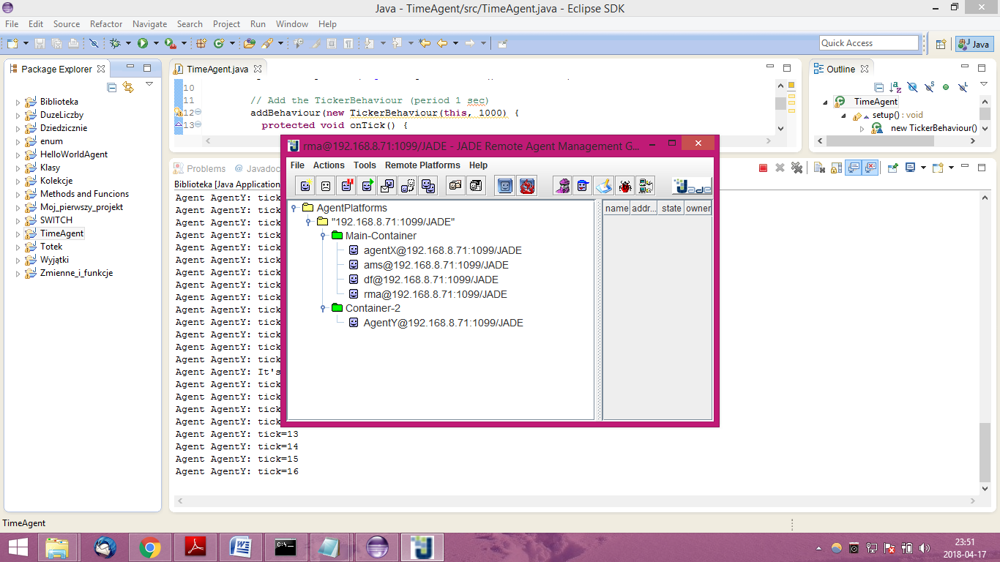 Java - TimeAgent/src/TimeAgent.java - Eclipse SDK
File Edit Source Refactor Navigate Search Project Run Window Help
Quick Access
Java
Package Explorer
Biblioteka
DuzeLiczby
Dziedzicznie
enum
HelloWorldAgent
Klasy
Kolekcje
Methods and Funcions
Moj_pierwszy_projekt
SWITCH
TimeAgent
Totek
Wyjątki
Zmienne_i_funkcje
TimeAgent.java
10
11 // Add the TickerBehaviour (period 1 sec)
12 addBehaviour(new TickerBehaviour(this, 1000) {
13 protected void onTick() {
Outline
TimeAgent
setup() : void
new TickerBehaviour()
Problems @ Javadoc
Biblioteka [Java Application]
Agent AgentY: tick
Agent AgentY: tick
Agent AgentY: tick
Agent AgentY: tick
Agent AgentY: tick
Agent AgentY: tick
Agent AgentY: tick
Agent AgentY: tick
Agent AgentY: tick
Agent AgentY: tick
Agent AgentY: tick
Agent AgentY: tick
Agent AgentY: tick
Agent AgentY: tick
Agent AgentY: It's
Agent AgentY: tick
Agent AgentY: tick
Agent AgentY: tick
Agent AgentY: tick
Agent AgentY: tick=13
Agent AgentY: tick=14
Agent AgentY: tick=15
Agent AgentY: tick=16
rma@192.168.8.71:1099/JADE - JADE Remote Agent Management G...
File Actions Tools Remote Platforms Help
Jade
AgentPlatforms
"192.168.8.71:1099/JADE"
Main-Container
agentX@192.168.8.71:1099/JADE
ams@192.168.8.71:1099/JADE
df@192.168.8.71:1099/JADE
rma@192.168.8.71:1099/JADE
Container-2
AgentY@192.168.8.71:1099/JADE
name addr... state owner
TimeAgent
23:51
2018-04-17